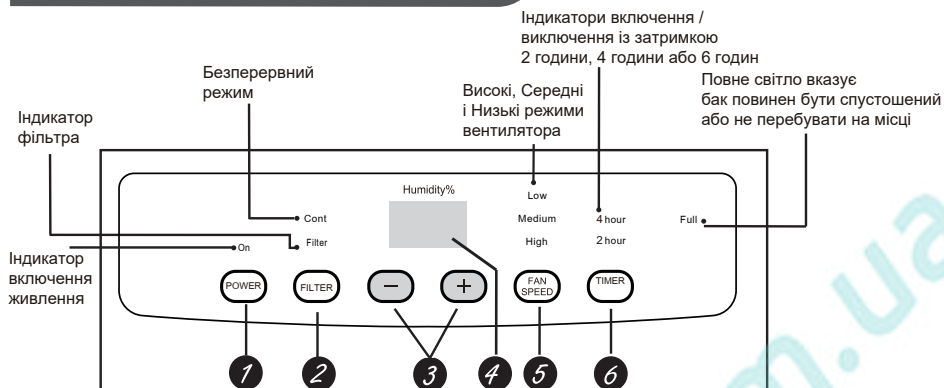 Індикатори включення /
виключення із затримкою
2 години, 4 години або 6 годин
Безперервний
режим
Високі, Середні
і Низькі режими
вентилятора
Повне світло вказує
бак повинен бути спустошений
або не перебувати на місці
Індикатор
фільтра
Індикатор
включення
живлення
Humidity%
Low
Cont
Medium
4 hour
Full
On
Filter
High
2 hour
POWER
FILTER
−
+
FAN
SPEED
TIMER
1
2
3
4
5
6
m.ua